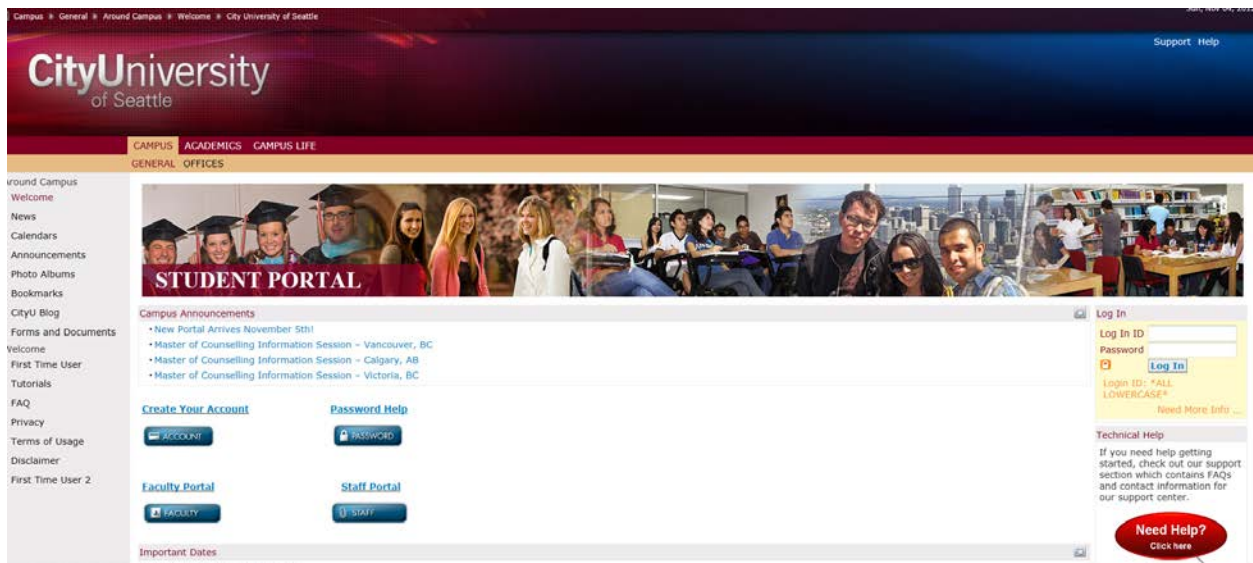 Campus » General » Around Campus » Welcome » City University of Seattle
Sun, Nov 04, 2012
Support Help
CityUniversity
of Seattle
CAMPUS ACADEMICS CAMPUS LIFE
GENERAL OFFICES
Around Campus
Welcome
News
Calendars
Announcements
Photo Albums
Bookmarks
CityU Blog
Forms and Documents
Welcome
First Time User
Tutorials
FAQ
Privacy
Terms of Usage
Disclaimer
First Time User 2
STUDENT PORTAL
Campus Announcements
• New Portal Arrives November 5th!
• Master of Counselling Information Session – Vancouver, BC
• Master of Counselling Information Session – Calgary, AB
• Master of Counselling Information Session – Victoria, BC
Create Your Account Password Help
ACCOUNT PASSWORD
Faculty Portal Staff Portal
FACULTY STAFF
Important Dates
Log In
Log In ID
Password
Log In
Login ID: *ALL
LOWERCASE*
Need More Info ...
Technical Help
If you need help getting
started, check out our support
section which contains FAQs
and contact information for
our support center.
Need Help?
Click here